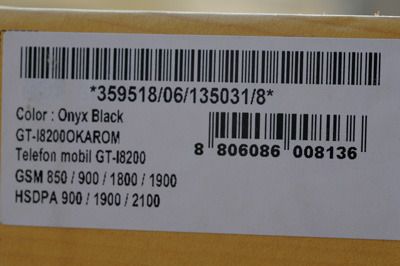 *359518/06/135031/8*
Color : Onyx Black
GT-I8200OKAROM
Telefon mobil GT-I8200
GSM 850 / 900 / 1800 / 1900
HSDPA 900 / 1900 / 2100
8 806086 008136